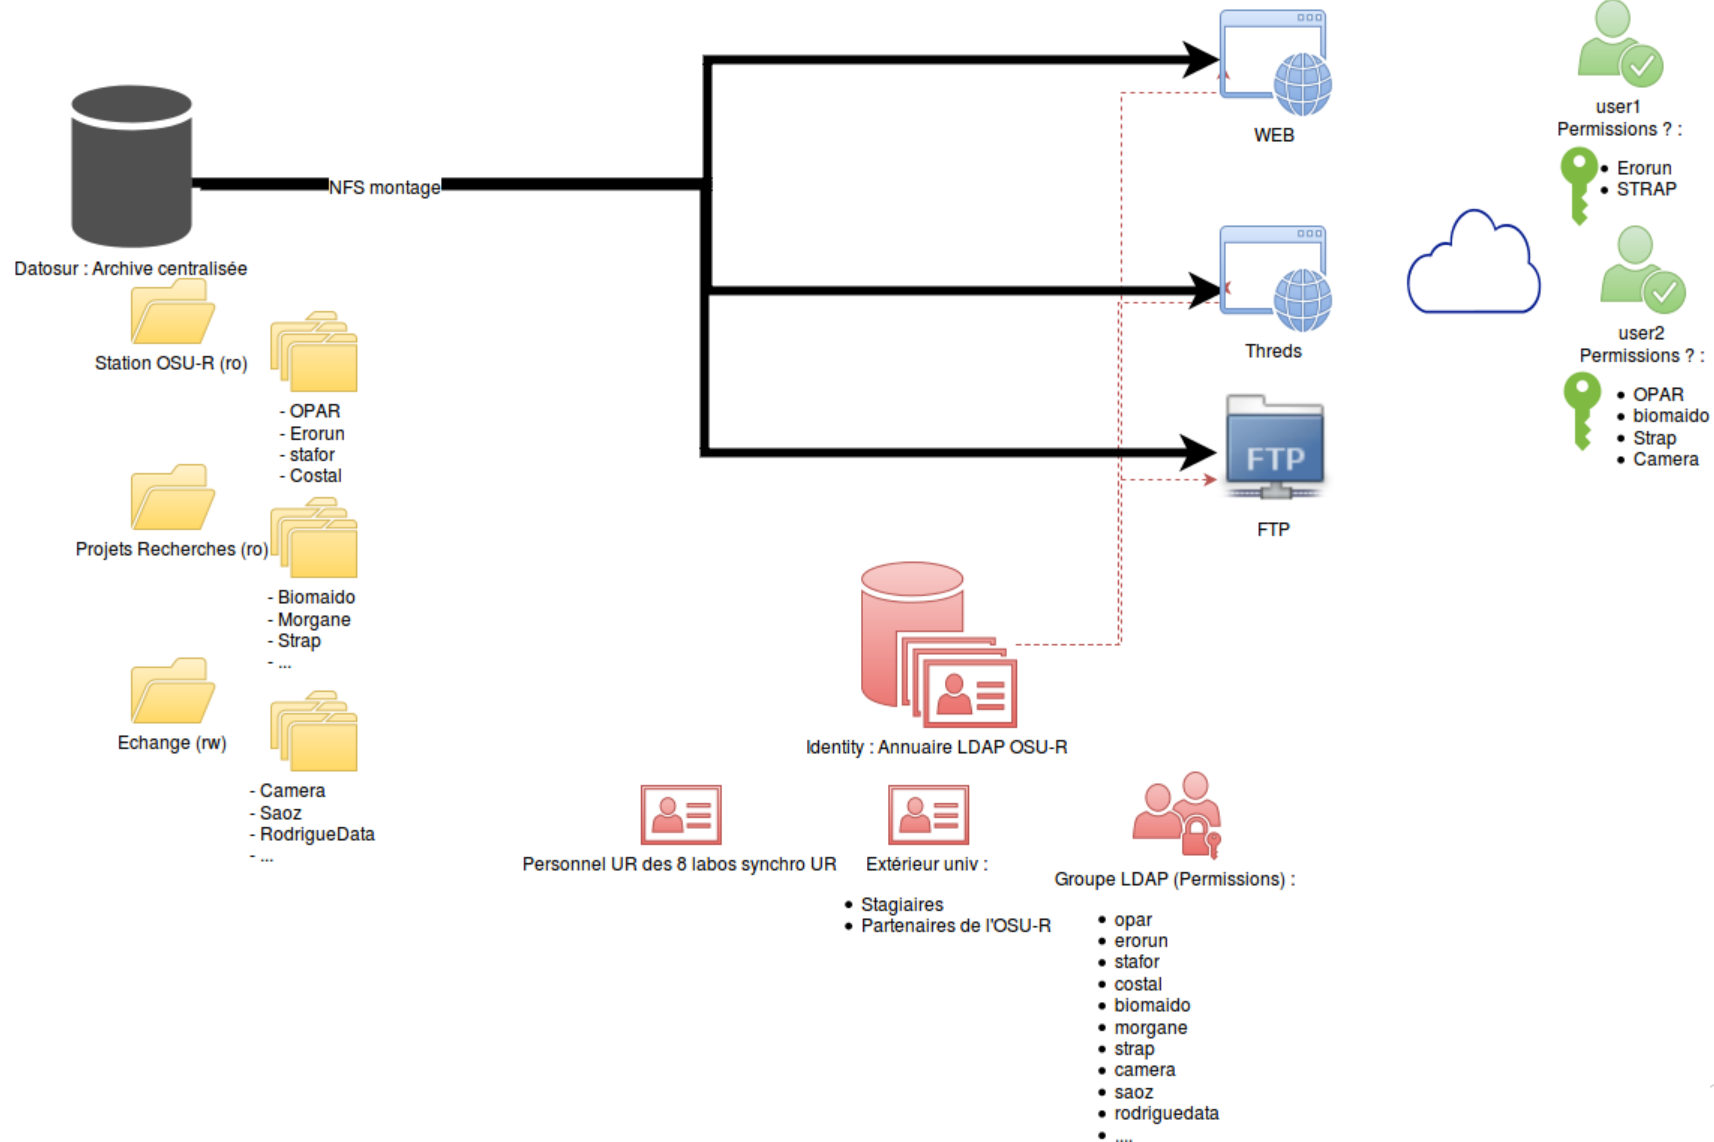 WEB
NFS montage
Datosur : Archive centralisée
Station OSU-R (ro)
- OPAR
- Erorun
- stafor
- Costal
Projets Recherches (ro)
- Biomaido
- Morgane
- Strap
- ...
Echange (rw)
- Camera
- Saoz
- RodrigueData
- ...
Threds
FTP
FTP
user1
Permissions ? :
• Erorun
• STRAP
user2
Permissions ? :
• OPAR
• biomaido
• Strap
• Camera
Identity : Annuaire LDAP OSU-R
Personnel UR des 8 labos synchro UR
Extérieur univ :
• Stagiaires
• Partenaires de l'OSU-R
Groupe LDAP (Permissions) :
• opar
• erorun
• stafor
• costal
• biomaido
• morgane
• strap
• camera
• saoz
• rodriguedata
• ....